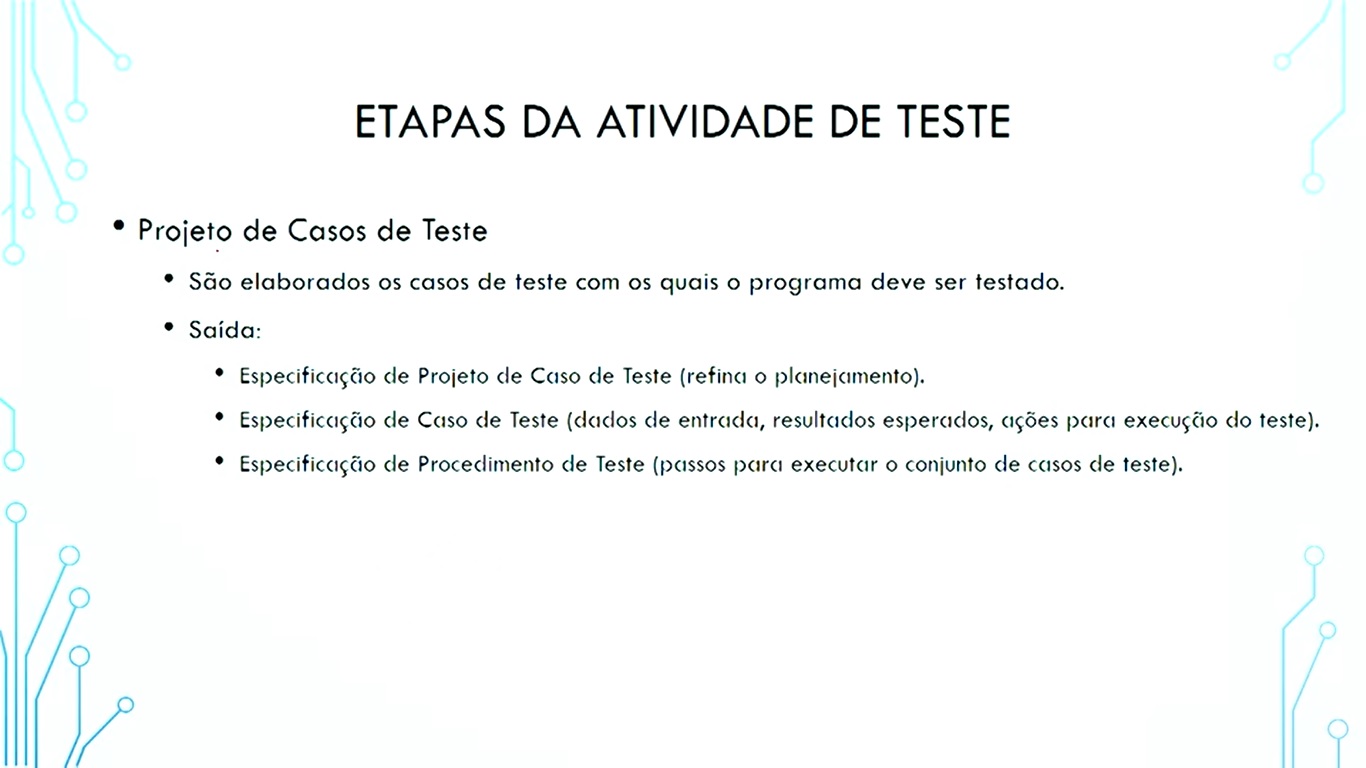 ETAPAS DA ATIVIDADE DE TESTE
• Projeto de Casos de Teste
• São elaborados os casos de teste com os quais o programa deve ser testado.
• Saída:
• Especificação de Projeto de Caso de Teste (refina o planejamento).
• Especificação de Caso de Teste (dados de entrada, resultados esperados, ações para execução do teste).
• Especificação de Procedimento de Teste (passos para executar o conjunto de casos de teste).